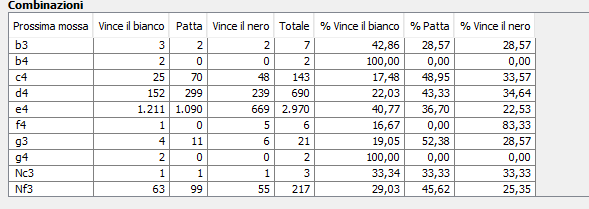 Combinazioni
Prossima mossa Vince il bianco Patta Vince il nero Totale % Vince il bianco % Patta % Vince il nero
b3 3 2 2 7 42,86 28,57 28,57
b4 2 0 0 2 100,00 0,00 0,00
c4 25 70 48 143 17,48 48,95 33,57
d4 152 299 239 690 22,03 43,33 34,64
e4 1.211 1.090 669 2.970 40,77 36,70 22,53
f4 1 0 5 6 16,67 0,00 83,33
g3 4 11 6 21 19,05 52,38 28,57
g4 2 0 0 2 100,00 0,00 0,00
Nc3 1 1 1 3 33,34 33,33 33,33
Nf3 63 99 55 217 29,03 45,62 25,35